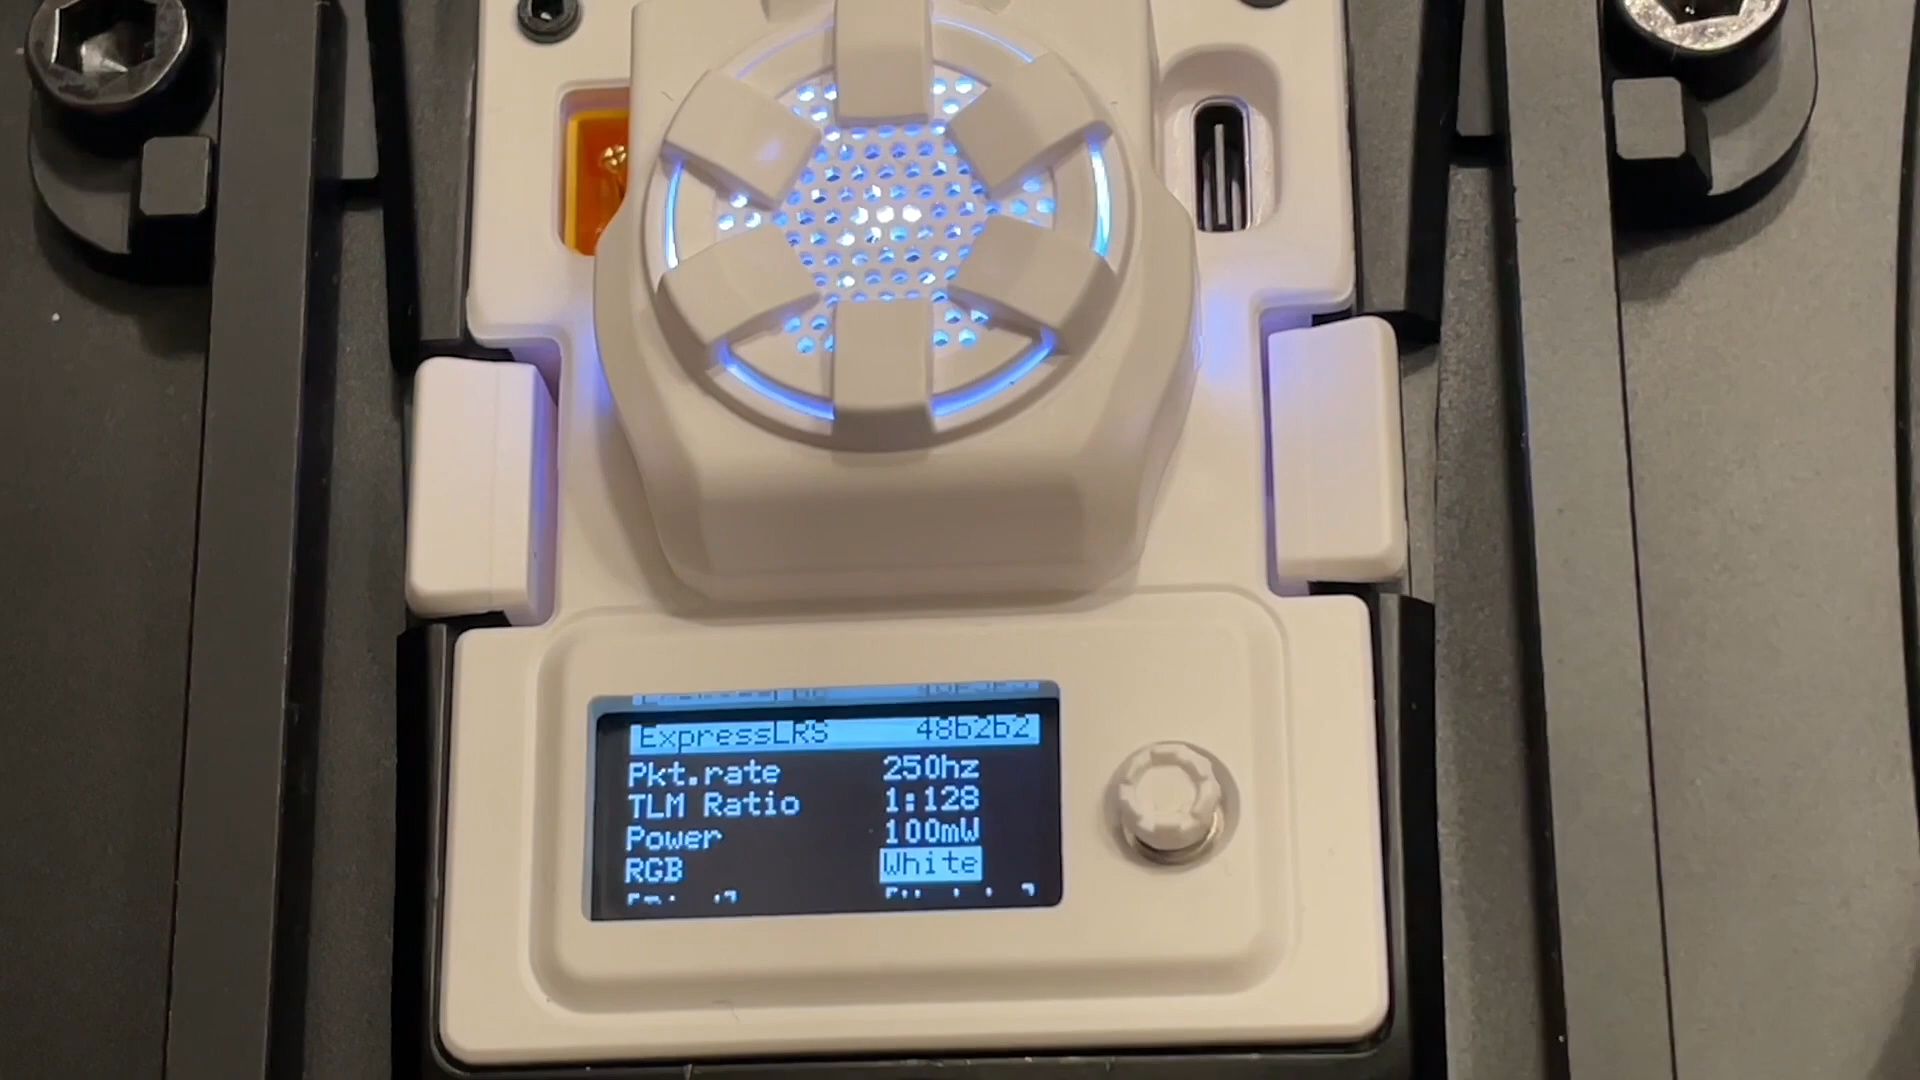 ExpressLRS 48b2b2
Pkt.rate 250hz
TLM Ratio 1:128
Power 100mW
RGB White